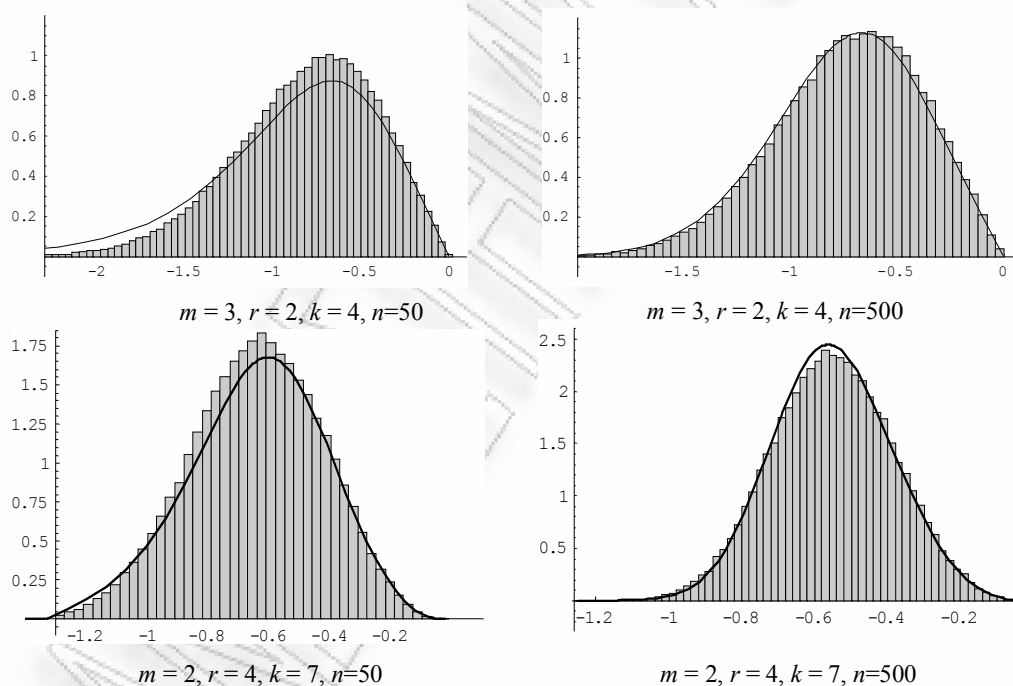 1
0.8
0.6
0.4
0.2
-2 -1.5 -1 -0.5 0
m = 3, r = 2, k = 4, n=50
1
0.8
0.6
0.4
0.2
-1.5 -1 -0.5 0
m = 3, r = 2, k = 4, n=500
1.75
1.5
1.25
1
0.75
0.5
0.25
-1.2 -1 -0.8 -0.6 -0.4 -0.2
m = 2, r = 4, k = 7, n=50
2.5
2
1.5
1
0.5
-1.2 -1 -0.8 -0.6 -0.4 -0.2
m = 2, r = 4, k = 7, n=500